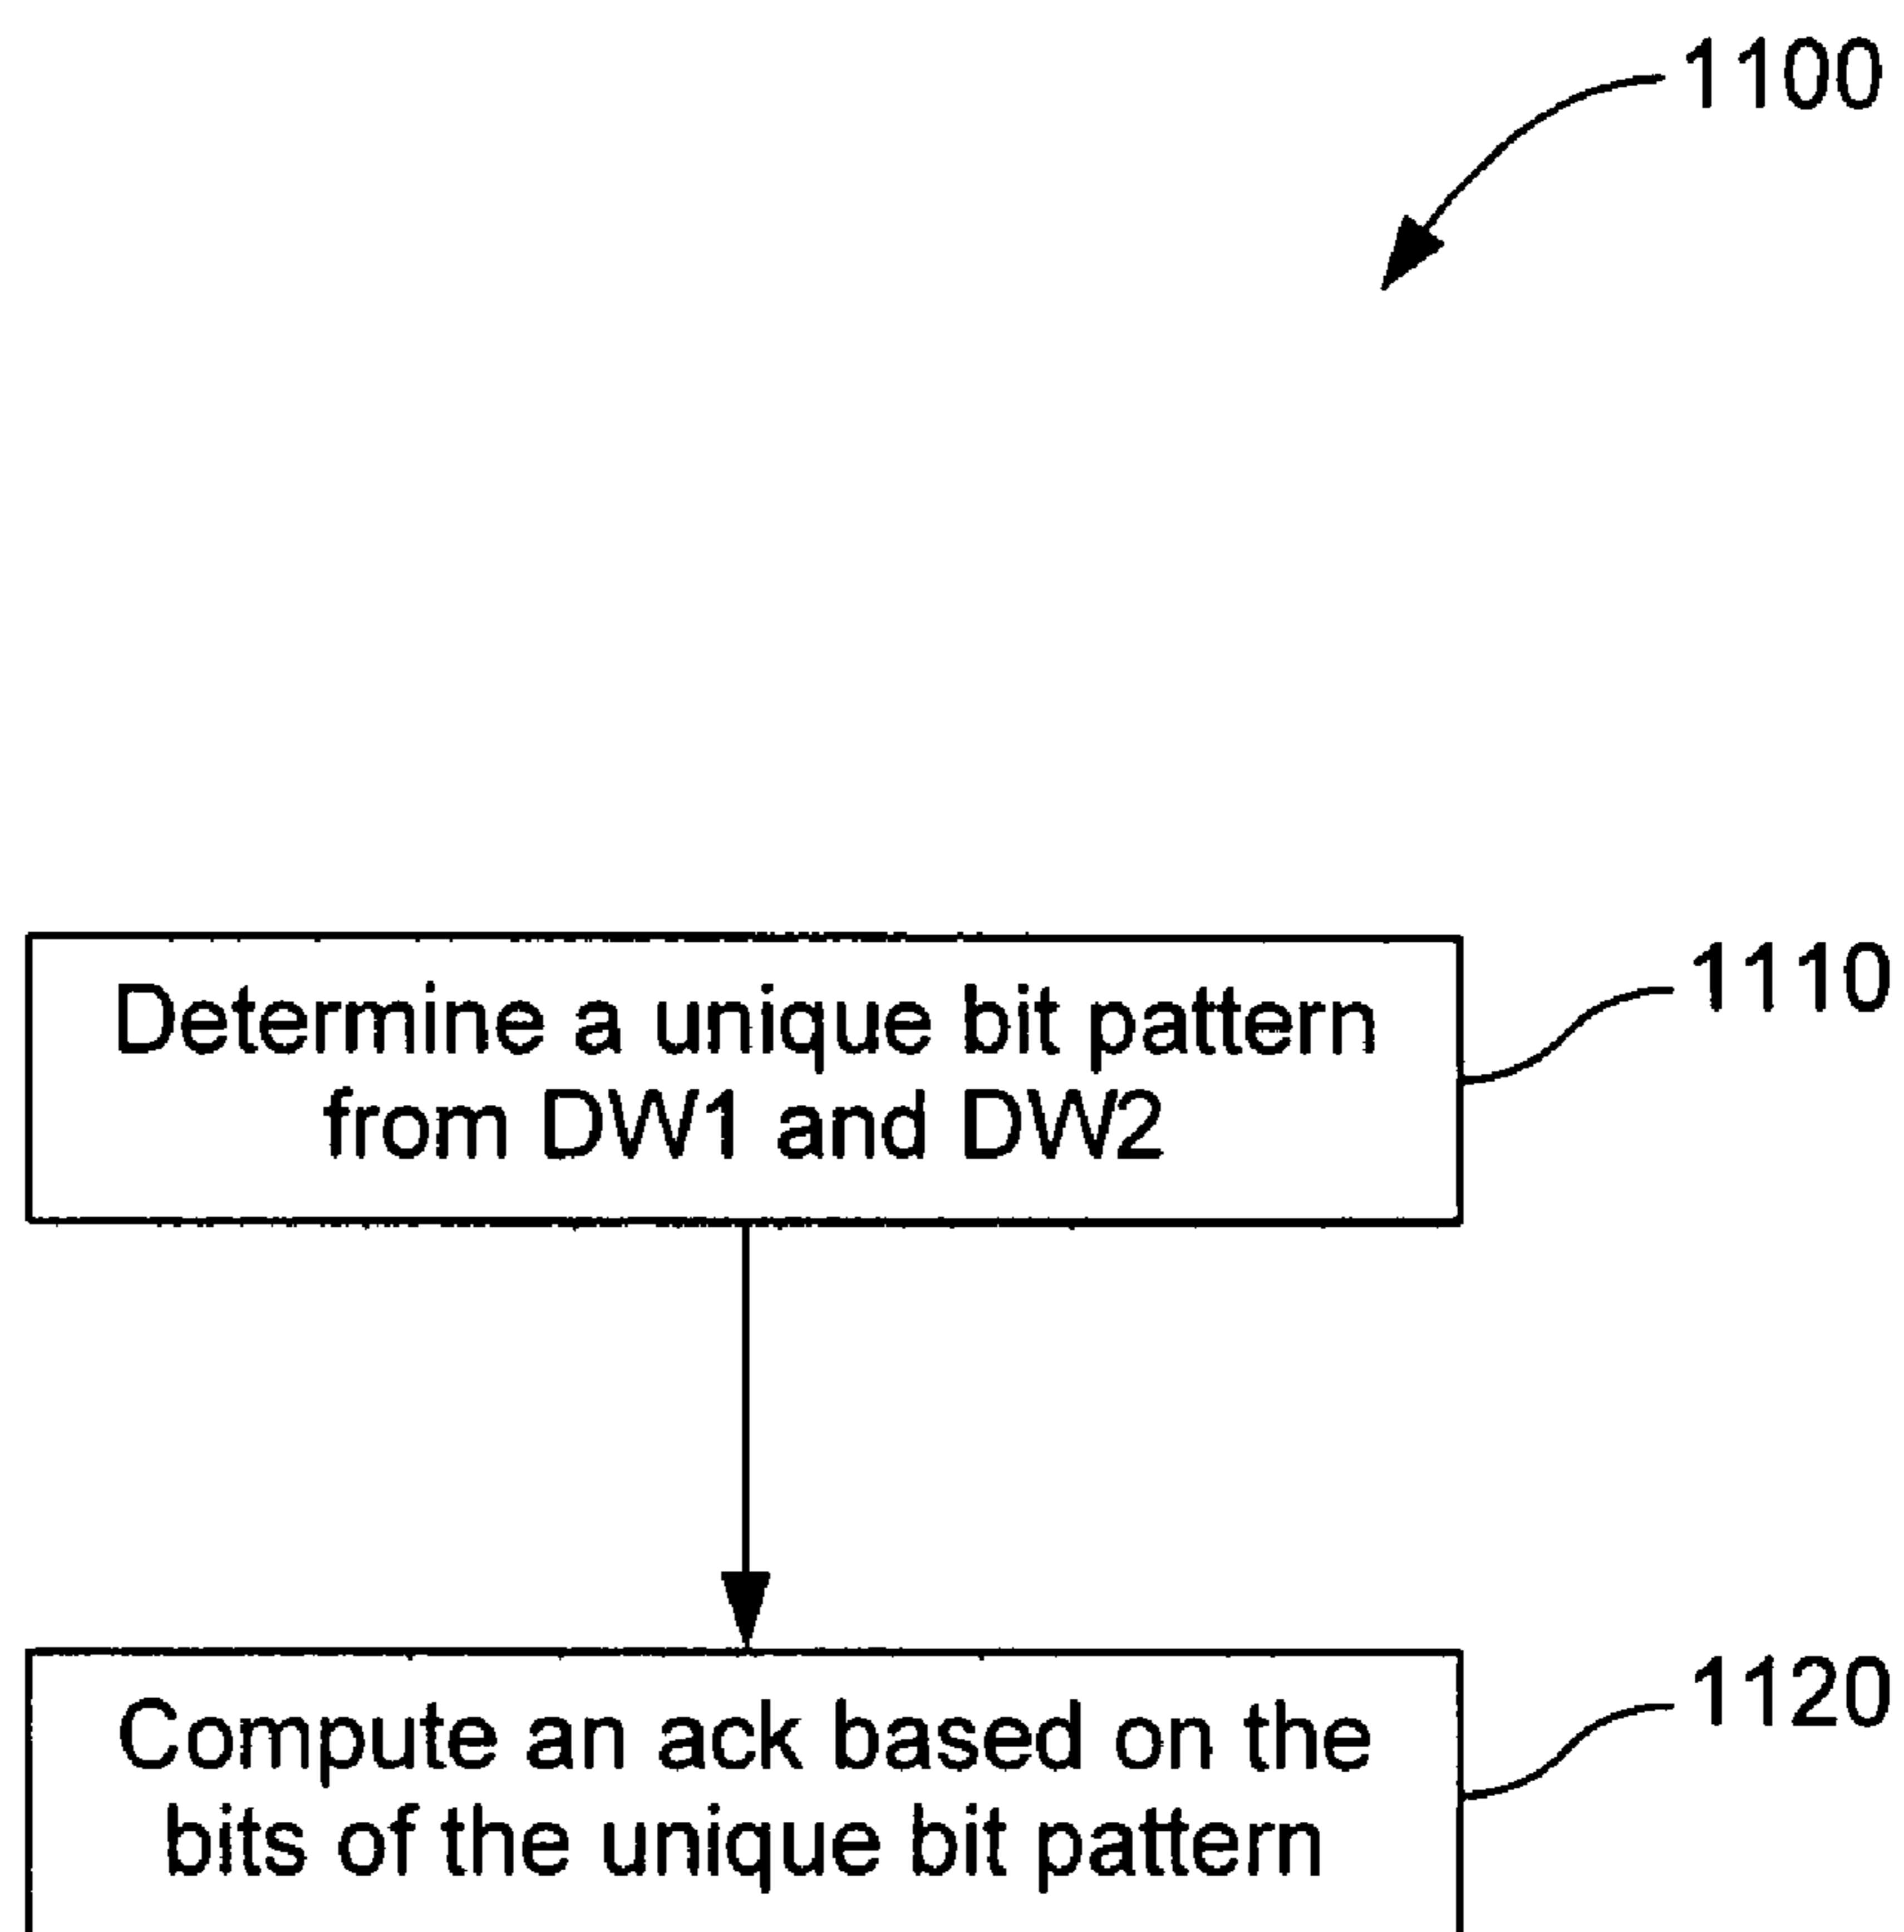 1100
Determine a unique bit pattern
from DW1 and DW2
1110
Compute an ack based on the
bits of the unique bit pattern
1120